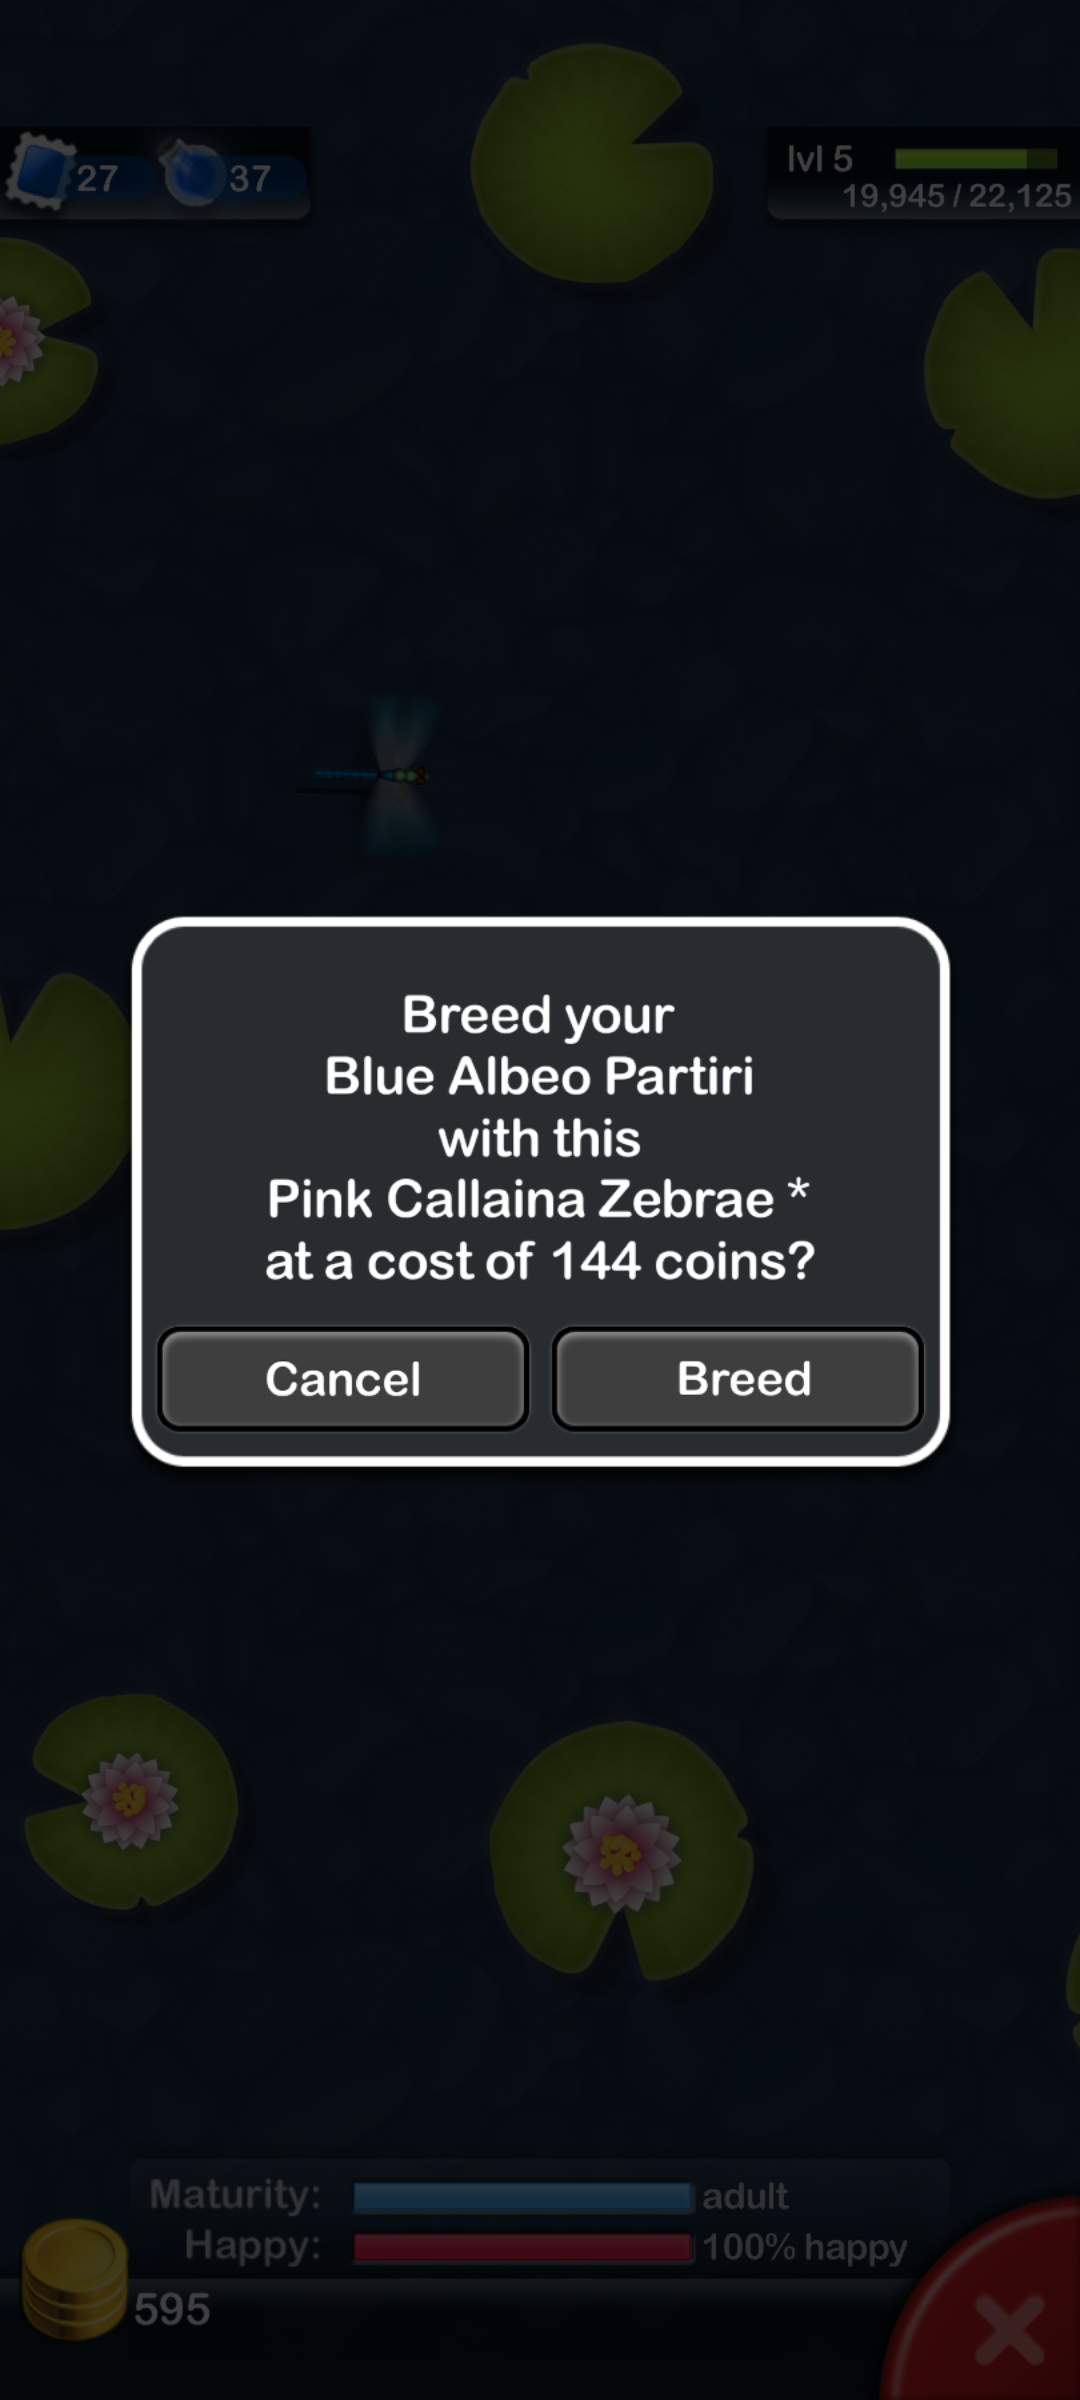 27 37
lvl 5
19,945 / 22,125
Breed your
Blue Albeo Partiri
with this
Pink Callaina Zebrae *
at a cost of 144 coins?
Cancel Breed
Maturity: adult
Happy: 100% happy
595